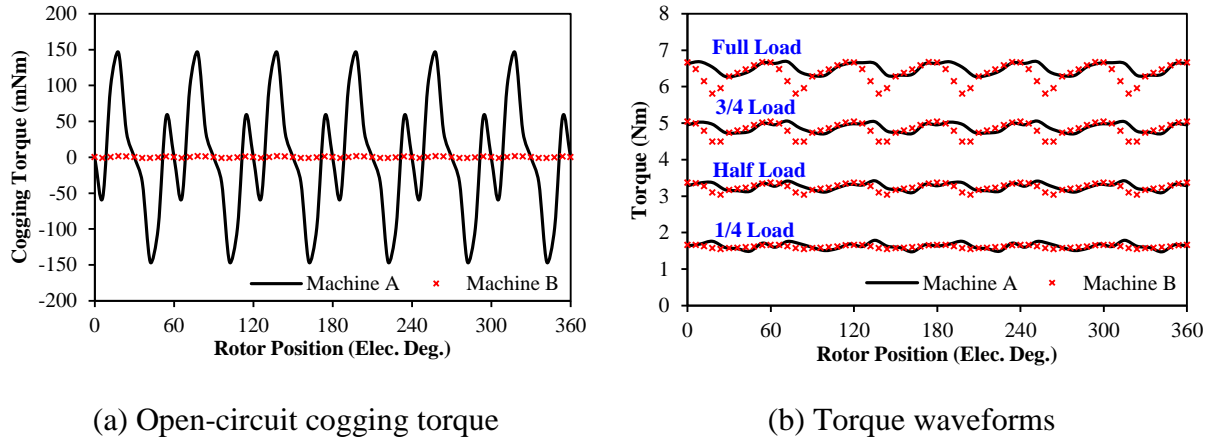 200
150
100
50
0
-50
-100
-150
-200
Cogging Torque (mNm)
Machine A
Machine B
0 60 120 180 240 300 360
Rotor Position (Elec. Deg.)
(a) Open-circuit cogging torque
8
7
6
5
4
3
2
1
0
Torque (Nm)
Full Load
3/4 Load
Half Load
1/4 Load
Machine A
Machine B
0 60 120 180 240 300 360
Rotor Position (Elec. Deg.)
(b) Torque waveforms